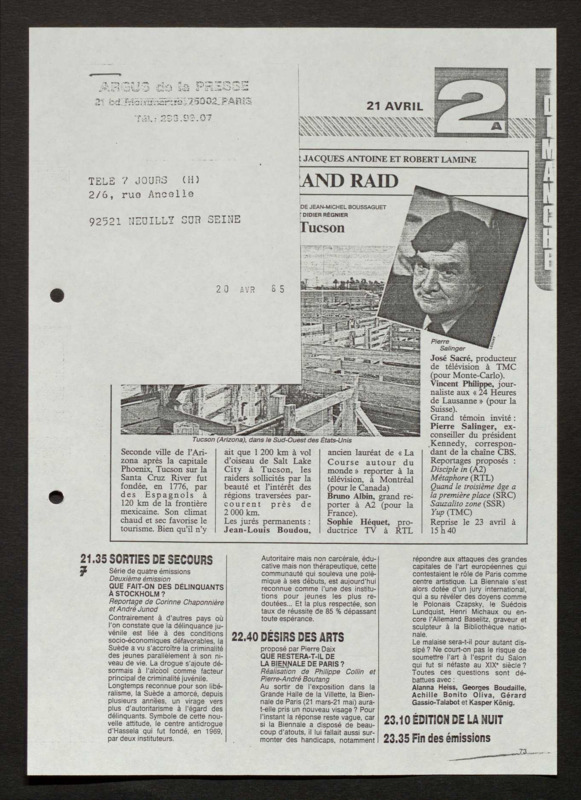 ARGUS de la PRESSE
21 bd Montmartre 75002 PARIS
Tél.: 296.99.07
TELE 7 JOURS (H)
2/6, rue Ancelle
92521 NEUILLY SUR SEINE
20 AVR 85
21 AVRIL
2
A
DIMANCHE
JACQUES ANTOINE ET ROBERT LAMINE
AND RAID
DE JEAN-MICHEL BOUSSAGUET
DIDIER RÉGNIER
Tucson
Pierre
Salinger
Tucson (Arizona), dans le Sud-Ouest des États-Unis
Seconde ville de l'Ari-
zona après la capitale
Phoenix, Tucson sur la
Santa Cruz River fut
fondée, en 1776, par
des Espagnols à
120 km de la frontière
mexicaine. Son climat
chaud et sec favorise le
tourisme. Bien qu'il n'y
ait que 1 200 km à vol
d'oiseau de Salt Lake
City à Tucson, les
raiders sollicités par la
beauté et l'intérêt des
régions traversées par-
courent près de
2 000 km.
Les jurés permanents :
Jean-Louis Boudou,
ancien lauréat de « La
Course autour du
monde » reporter à la
télévision, à Montréal
(pour le Canada)
Bruno Albin, grand re-
porter à A2 (pour la
France).
Sophie Héquet, pro-
ductrice TV à RTL
José Sacré, producteur
de télévision à TMC
(pour Monte-Carlo).
Vincent Philippe, jour-
naliste aux « 24 Heures
de Lausanne » (pour la
Suisse).
Grand témoin invité :
Pierre Salinger, ex-
conseiller du président
Kennedy, correspon-
dant de la chaîne CBS.
Reportages proposés :
Disciple in (A2)
Métaphore (RTL)
Quand le troisième âge a
la première place (SRC)
Sauzalito zone (SSR)
Yup (TMC)
Reprise le 23 avril à
15 h 40
21.35 SORTIES DE SECOURS
7
Série de quatre émissions
Deuxième émission
QUE FAIT-ON DES DÉLINQUANTS
À STOCKHOLM ?
Reportage de Corinne Chaponnière
et André Junod
Contrairement à d'autres pays où
l'on constate que la délinquance ju-
vénile est liée à des conditions
socio-économiques défavorables, la
Suède a vu s'accroître la criminalité
des jeunes parallèlement à son ni-
veau de vie. La drogue s'ajoute dé-
sormais à l'alcool comme facteur
principal de criminalité juvénile.
Longtemps reconnue pour son libé-
ralisme, la Suède a amorcé, depuis
plusieurs années, un virage vers
plus d'autoritarisme à l'égard des
délinquants. Symbole de cette nou-
velle attitude, le centre antidrogue
d'Hassela qui fut fondé, en 1969,
par deux instituteurs.
Autoritaire mais non carcérale, édu-
cative mais non thérapeutique, cette
communauté qui souleva une polé-
mique à ses débuts, est aujourd'hui
reconnue comme l'une des institu-
tions pour jeunes les plus re-
doutées... Et la plus respectée, son
taux de réussite de 85 % dépassant
toute espérance.
22.40 DÉSIRS DES ARTS
proposé par Pierre Daix
QUE RESTERA-T-IL DE
LA BIENNALE DE PARIS ?
Réalisation de Philippe Collin et
Pierre-André Boutang
Au sortir de l'exposition dans la
Grande Halle de la Villette, la Bien-
nale de Paris (21 mars-21 mai) aura-
t-elle pris un nouveau visage ? Pour
l'instant la réponse reste vague, car
si la Biennale a disposé de beau-
coup d'atouts, il lui fallait aussi sur-
monter des handicaps, notamment
répondre aux attaques des grandes
capitales de l'art européennes qui
contestaient le rôle de Paris comme
centre artistique. La Biennale s'est
alors dotée d'un jury international,
qui a su révéler des doyens comme
le Polonais Czapsky, le Suédois
Lundquist, Henri Michaux ou en-
core l'Allemand Baselitz, graveur et
sculpteur à la Bibliothèque natio-
nale.
Le malaise sera-t-il pour autant dis-
sipé ? Ne court-on pas le risque de
soumettre l'art à l'esprit du Salon
qui fut si néfaste au XIXe siècle ?
Toutes ces questions sont dé-
battues avec :
Alanna Heiss, Georges Boudaille,
Achille Bonito Oliva, Gérard
Gassio-Talabot et Kasper König.
23.10 ÉDITION DE LA NUIT
23.35 Fin des émissions
73